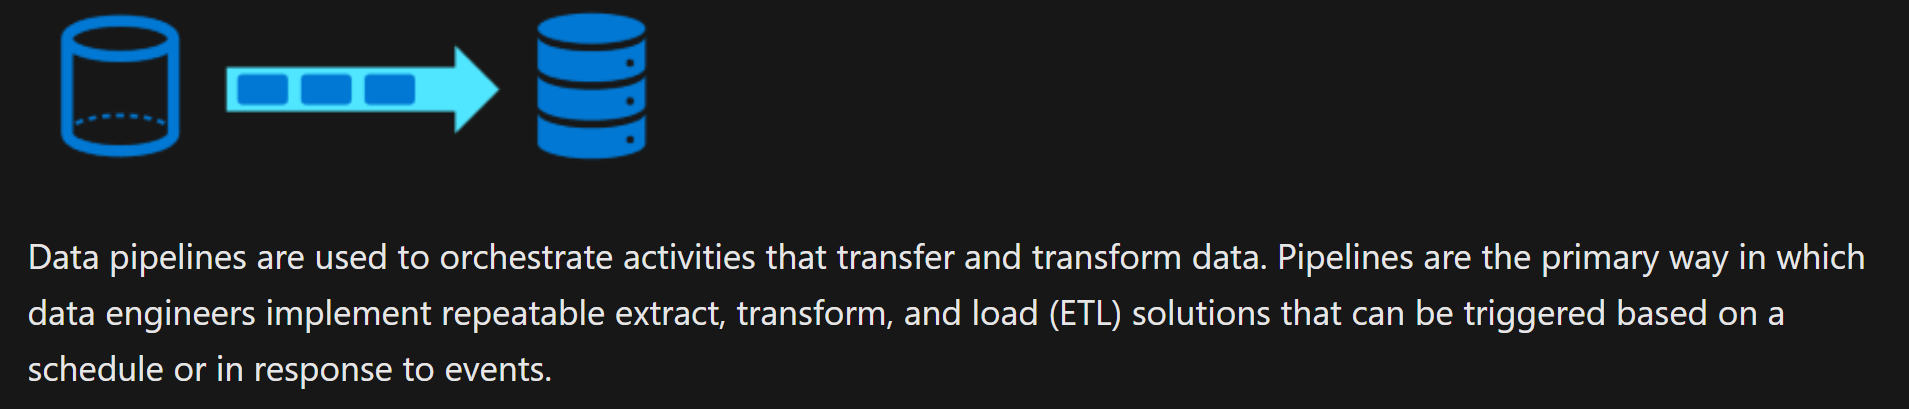 Data pipelines are used to orchestrate activities that transfer and transform data. Pipelines are the primary way in which
data engineers implement repeatable extract, transform, and load (ETL) solutions that can be triggered based on a
schedule or in response to events.